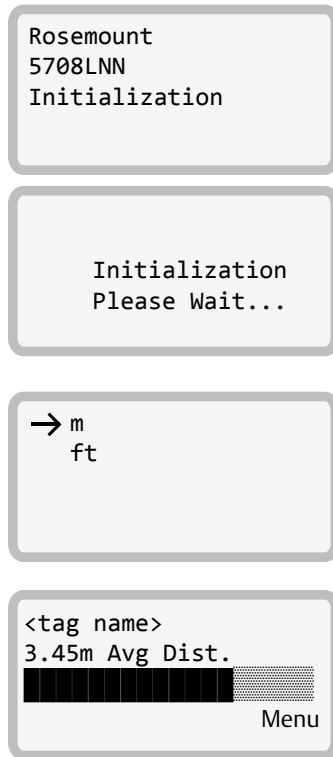 Rosemount
5708LNN
Initialization
Initialization
Please Wait...
→ m
ft
<tag name>
3.45m Avg Dist.
Menu